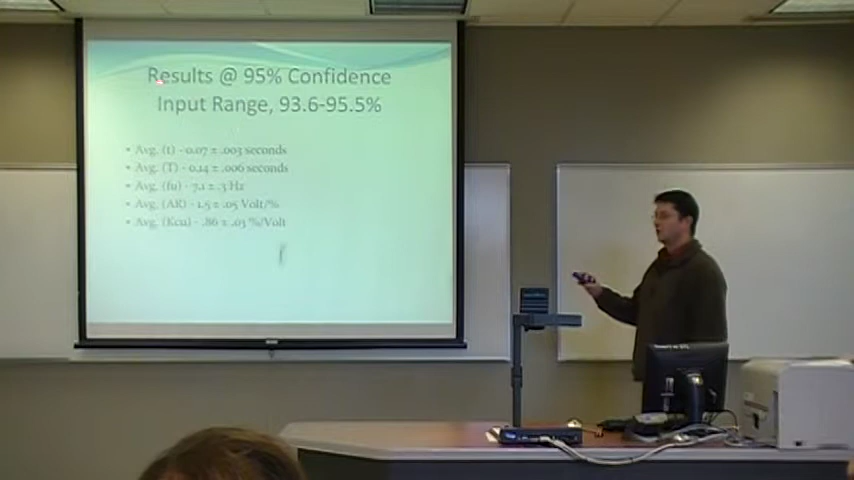 Results @ 95% Confidence
Input Range, 93.6-95.5%
• Avg. (t) - 0.07 ± .003 seconds
• Avg. (T) - 0.14 ± .006 seconds
• Avg. (fu) - 7.1 ± .3 Hz
• Avg. (AR) - 1.5 ± .05 Volt/%
• Avg. (Kcu) - .86 ± .03 %/Volt